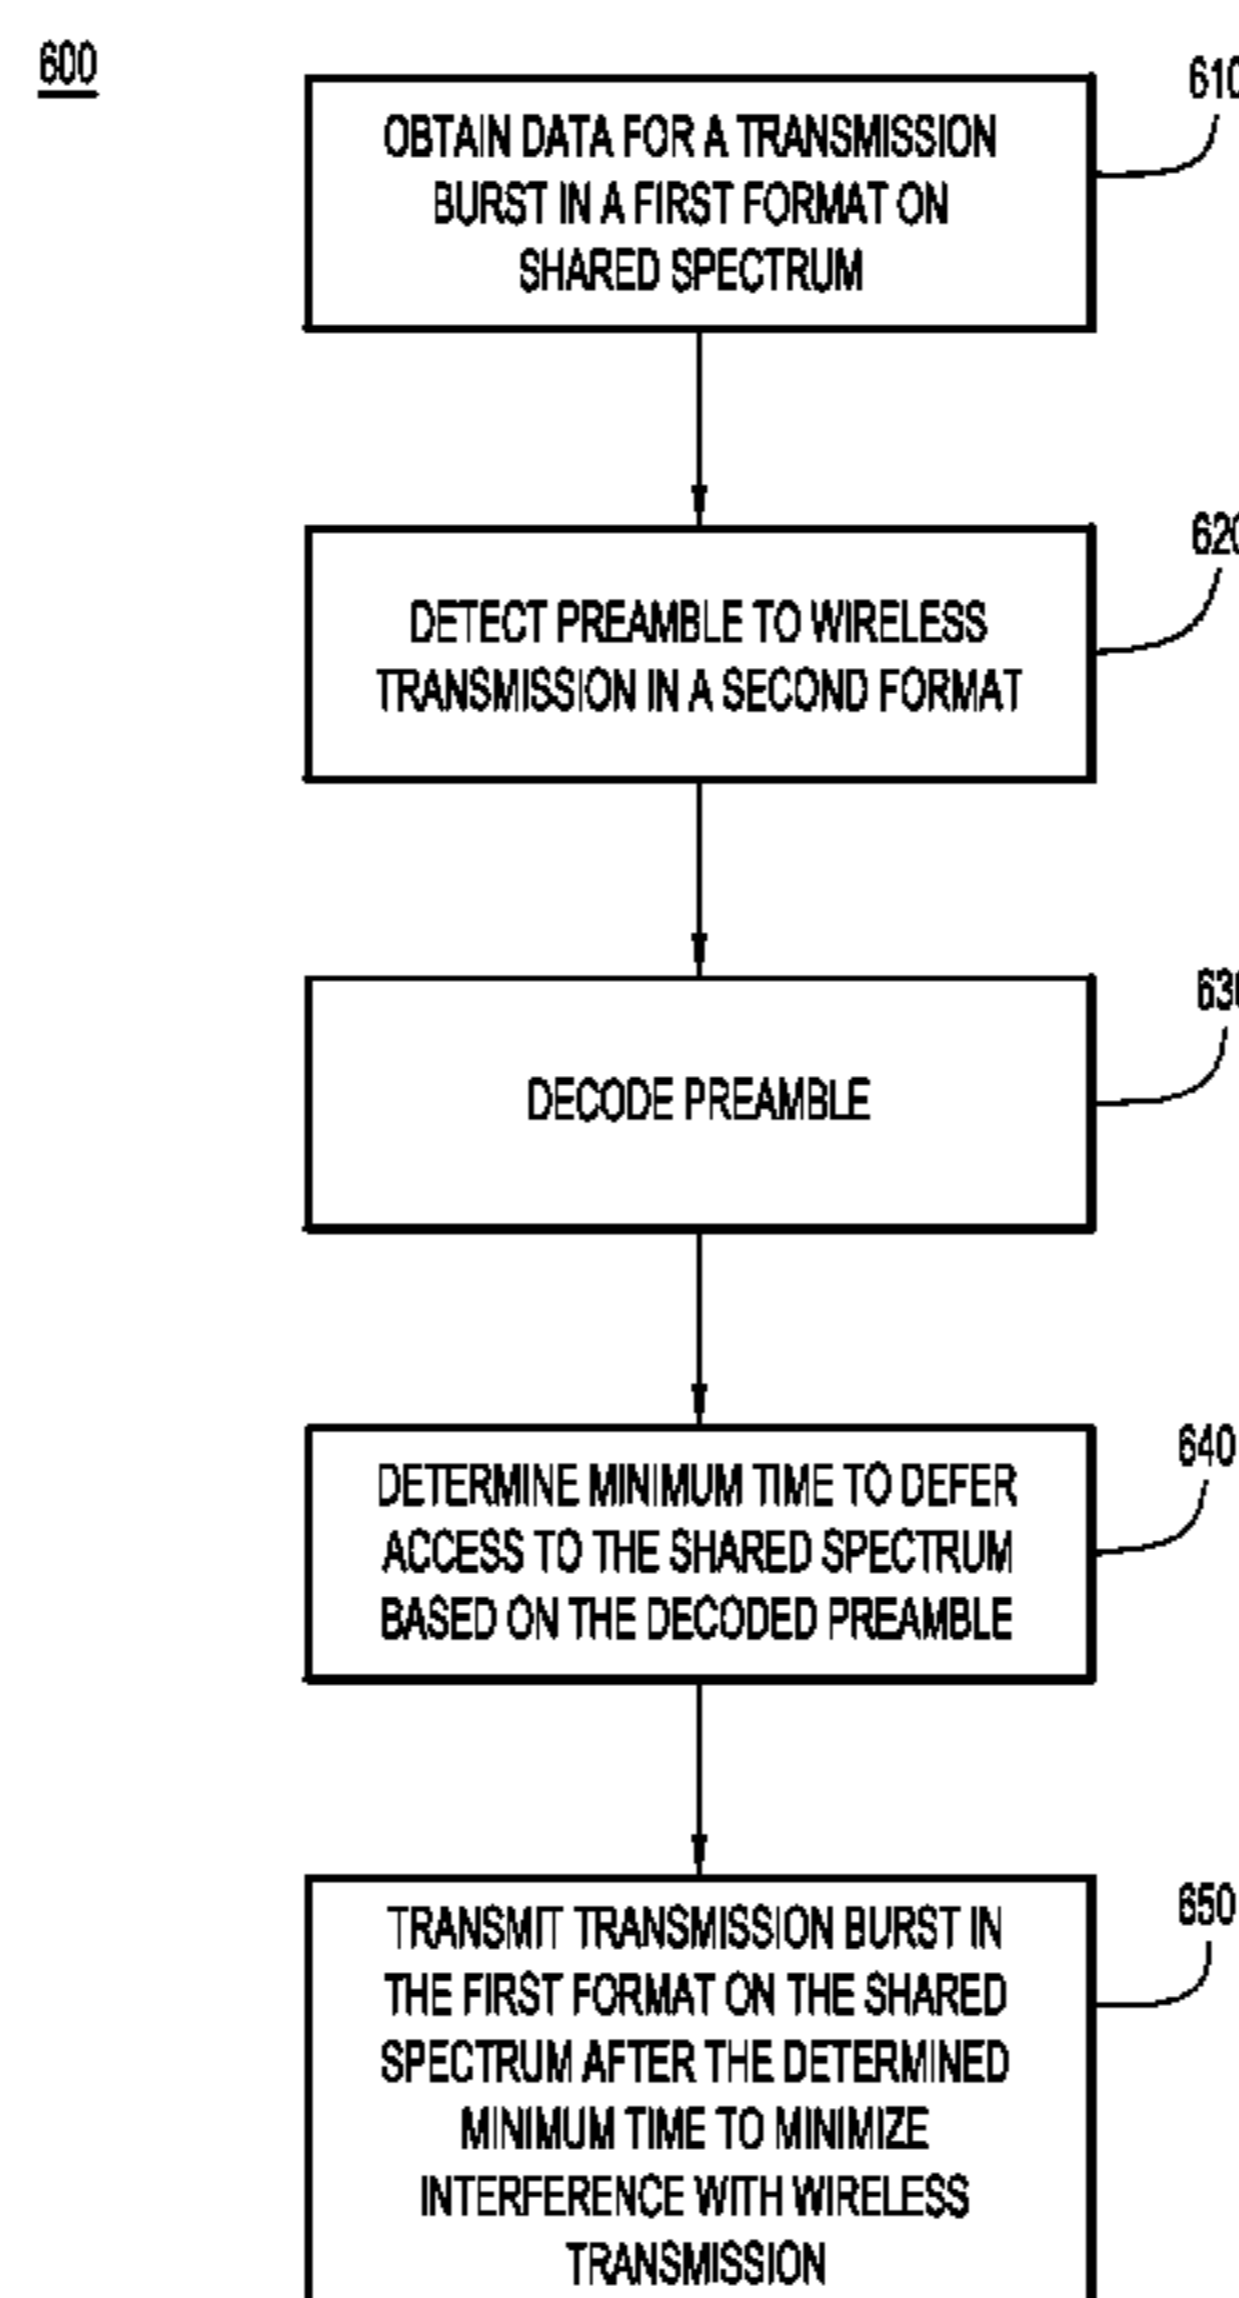 600
610
OBTAIN DATA FOR A TRANSMISSION
BURST IN A FIRST FORMAT ON
SHARED SPECTRUM
620
DETECT PREAMBLE TO WIRELESS
TRANSMISSION IN A SECOND FORMAT
630
DECODE PREAMBLE
640
DETERMINE MINIMUM TIME TO DEFER
ACCESS TO THE SHARED SPECTRUM
BASED ON THE DECODED PREAMBLE
650
TRANSMIT TRANSMISSION BURST IN
THE FIRST FORMAT ON THE SHARED
SPECTRUM AFTER THE DETERMINED
MINIMUM TIME TO MINIMIZE
INTERFERENCE WITH WIRELESS
TRANSMISSION